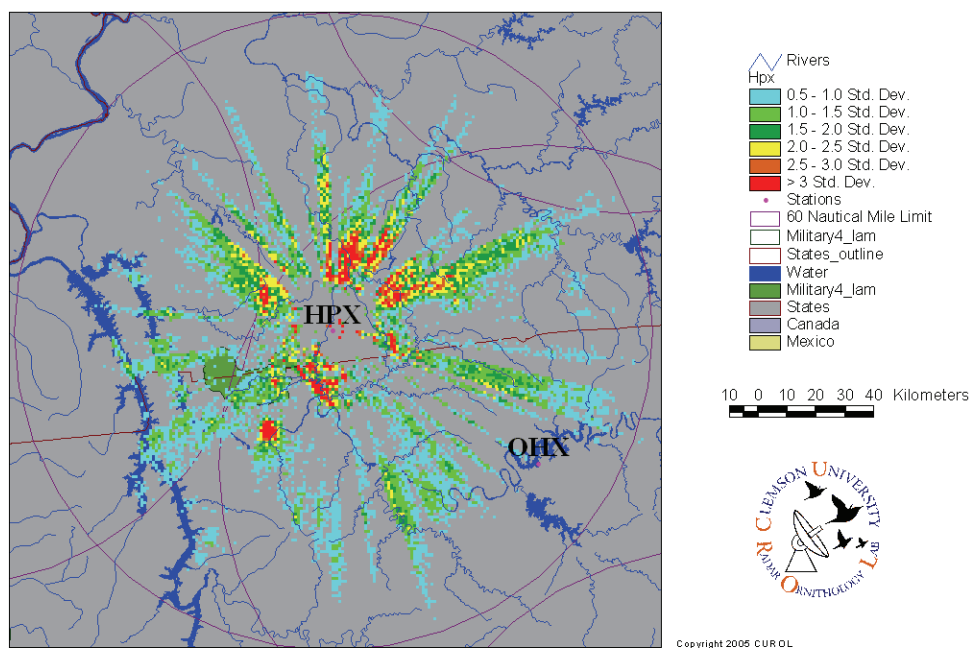 HPX
OHX
Rivers
Hpx
0.5 - 1.0 Std. Dev.
1.0 - 1.5 Std. Dev.
1.5 - 2.0 Std. Dev.
2.0 - 2.5 Std. Dev.
2.5 - 3.0 Std. Dev.
> 3 Std. Dev.
Stations
60 Nautical Mile Limit
Military4_lam
States_outline
Water
Military4_lam
States
Canada
Mexico
10 0 10 20 30 40 Kilometers
CLEMSON UNIVERSITY
RADAR ORNITHOLOGY LAB
Copyright 2005 CUROL